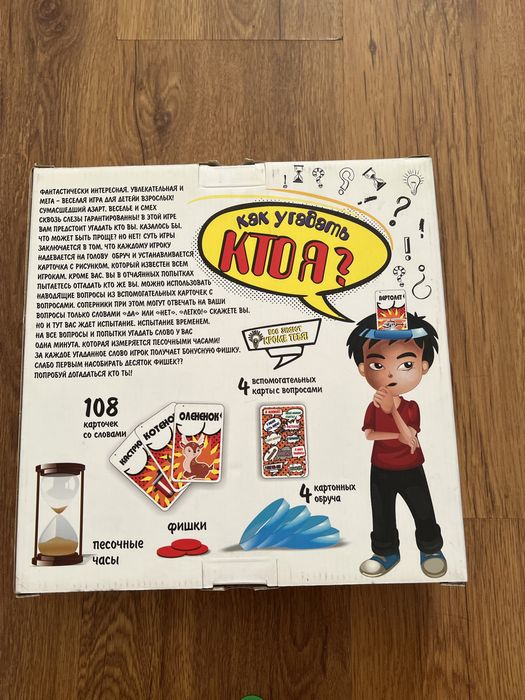 ФАНТАСТИЧЕСКИ ИНТЕРЕСНАЯ, УВЛЕКАТЕЛЬНАЯ И
МЕГА - ВЕСЕЛАЯ ИГРА ДЛЯ ДЕТЕЙИ ВЗРОСЛЫХ!
СУМАСШЕДШИЙ АЗАРТ, ВЕСЕЛЬЕ И СМЕХ
СКВОЗЬ СЛЕЗЫ ГАРАНТИРОВАННЫ! В ЭТОЙ ИГРЕ
ВАМ ПРЕДСТОИТ УГАДАТЬ КТО ВЫ. КАЗАЛОСЬ БЫ,
ЧТО МОЖЕТ БЫТЬ ПРОЩЕ? НО НЕТ! СУТЬ ИГРЫ
ЗАКЛЮЧАЕТСЯ В ТОМ, ЧТО КАЖДОМУ ИГРОКУ
НАДЕВАЕТСЯ НА ГОЛОВУ ОБРУЧ И УСТАНАВЛИВАЕТСЯ
КАРТОЧКА С РИСУНКОМ, КОТОРЫЙ ИЗВЕСТЕН ВСЕМ
ИГРОКАМ, КРОМЕ ВАС. ВЫ В ОТЧАЯННЫХ ПОПЫТКАХ
ПЫТАЕТЕСЬ ОТГАДАТЬ КТО ЖЕ ВЫ. МОЖНО ИСПОЛЬЗОВАТЬ
НАВОДЯЩИЕ ВОПРОСЫ ИЗ ВСПОМОГАТЕЛЬНЫХ КАРТОЧЕК С
ВОПРОСАМИ. СОПЕРНИКИ ПРИ ЭТОМ МОГУТ ОТВЕЧАТЬ НА ВАШИ
ВОПРОСЫ ТОЛЬКО СЛОВАМИ «ДА» ИЛИ «НЕТ». «ЛЕГКО!» СКАЖЕТЕ ВЫ.
НО И ТУТ ВАС ЖДЕТ ИСПЫТАНИЕ. ИСПЫТАНИЕ ВРЕМЕНЕМ.
НА ВСЕ ВОПРОСЫ И ПОПЫТКИ УГАДАТЬ СЛОВО У ВАС
ОДНА МИНУТА, КОТОРАЯ ИЗМЕРЯЕТСЯ ПЕСОЧНЫМИ ЧАСАМИ!
ЗА КАЖДОЕ УГАДАННОЕ СЛОВО ИГРОК ПОЛУЧАЕТ БОНУСНУЮ ФИШКУ.
СЛАБО ПЕРВЫМ НАСОБИРАТЬ ДЕСЯТОК ФИШЕК??
ПОПРОБУЙ ДОГАДАТЬСЯ КТО ТЫ!
как угадать
КТО Я?
ВСЕ ЗНАЮТ
КРОМЕ ТЕБЯ!
ВЕРТОЛЕТ
4 вспомогательных
карты с вопросами
108
карточек
со словами
КАСТРЮ
КОТЕНО
ОЛЕНЕНОК
4 картонных
обруча
фишки
песочные
часы